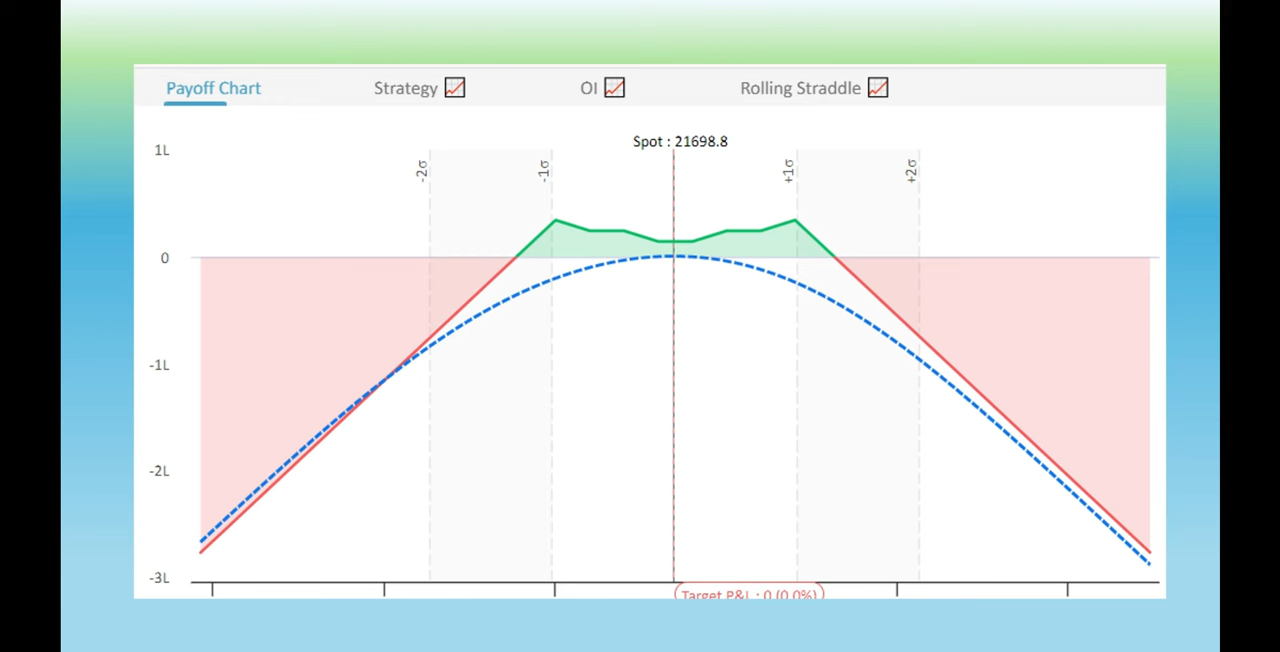 Payoff Chart Strategy OI Rolling Straddle
Spot : 21698.8
1L
-2σ -1σ +1σ +2σ
0
-1L
-2L
-3L
Target P&L : 0 (0.0%)